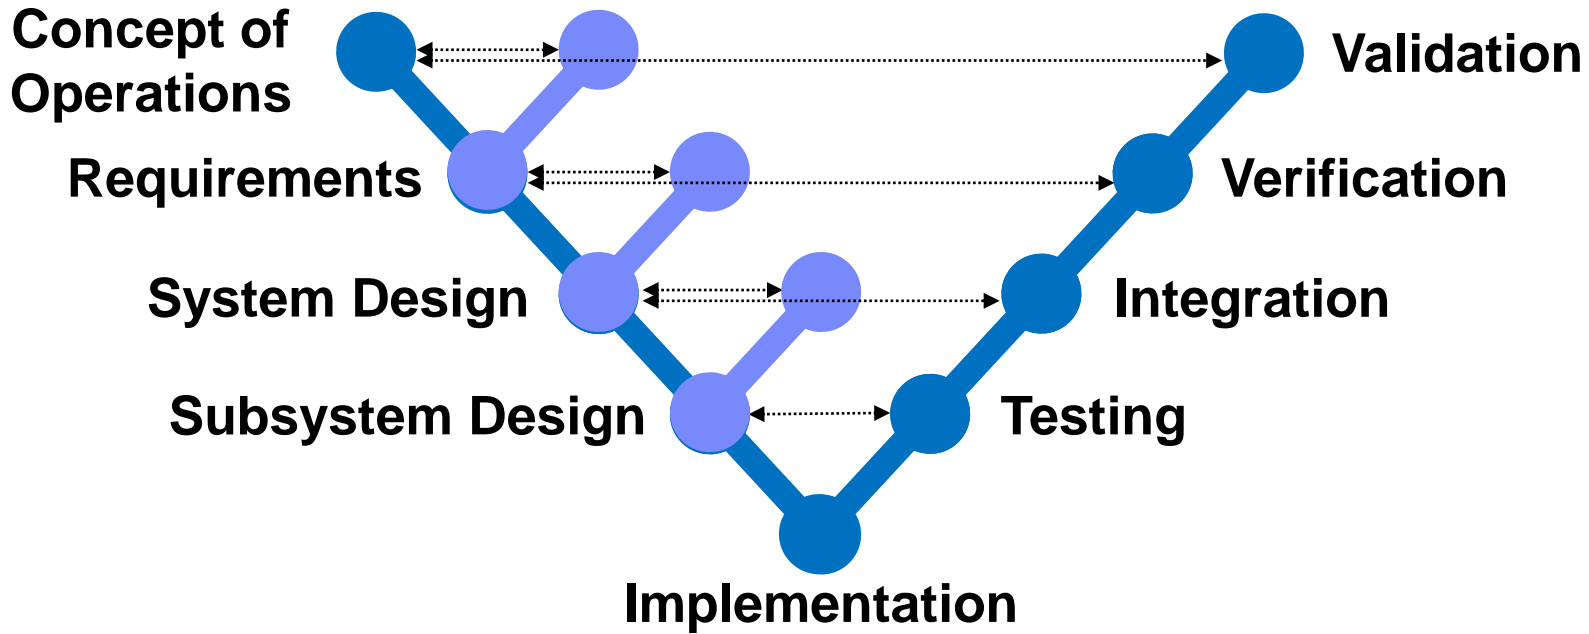 Concept of
Operations
Validation
Requirements
Verification
System Design
Integration
Subsystem Design
Testing
Implementation